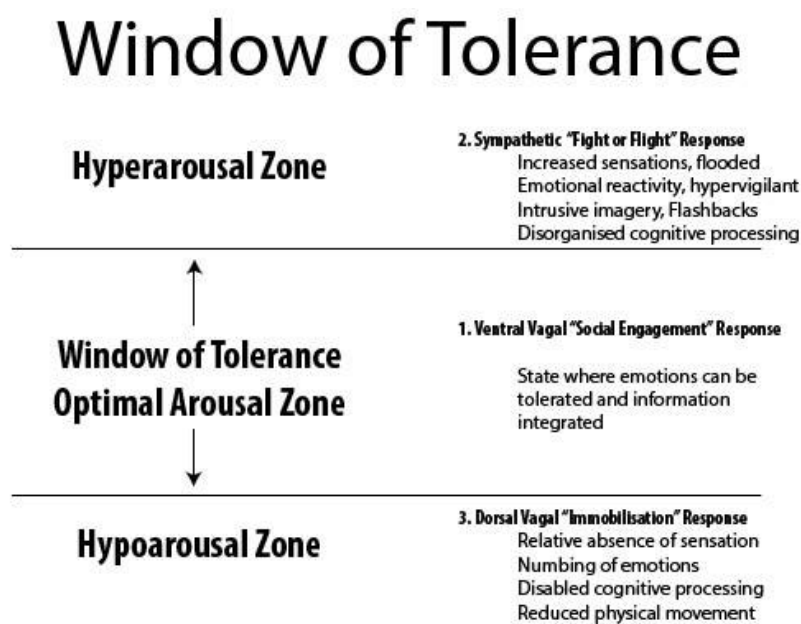 Window of Tolerance
Hyperarousal Zone
2. Sympathetic “Fight or Flight” Response
Increased sensations, flooded
Emotional reactivity, hypervigilant
Intrusive imagery, Flashbacks
Disorganised cognitive processing
Window of Tolerance
Optimal Arousal Zone
1. Ventral Vagal “Social Engagement” Response
State where emotions can be
tolerated and information
integrated
Hypoarousal Zone
3. Dorsal Vagal “Immobilisation” Response
Relative absence of sensation
Numbing of emotions
Disabled cognitive processing
Reduced physical movement